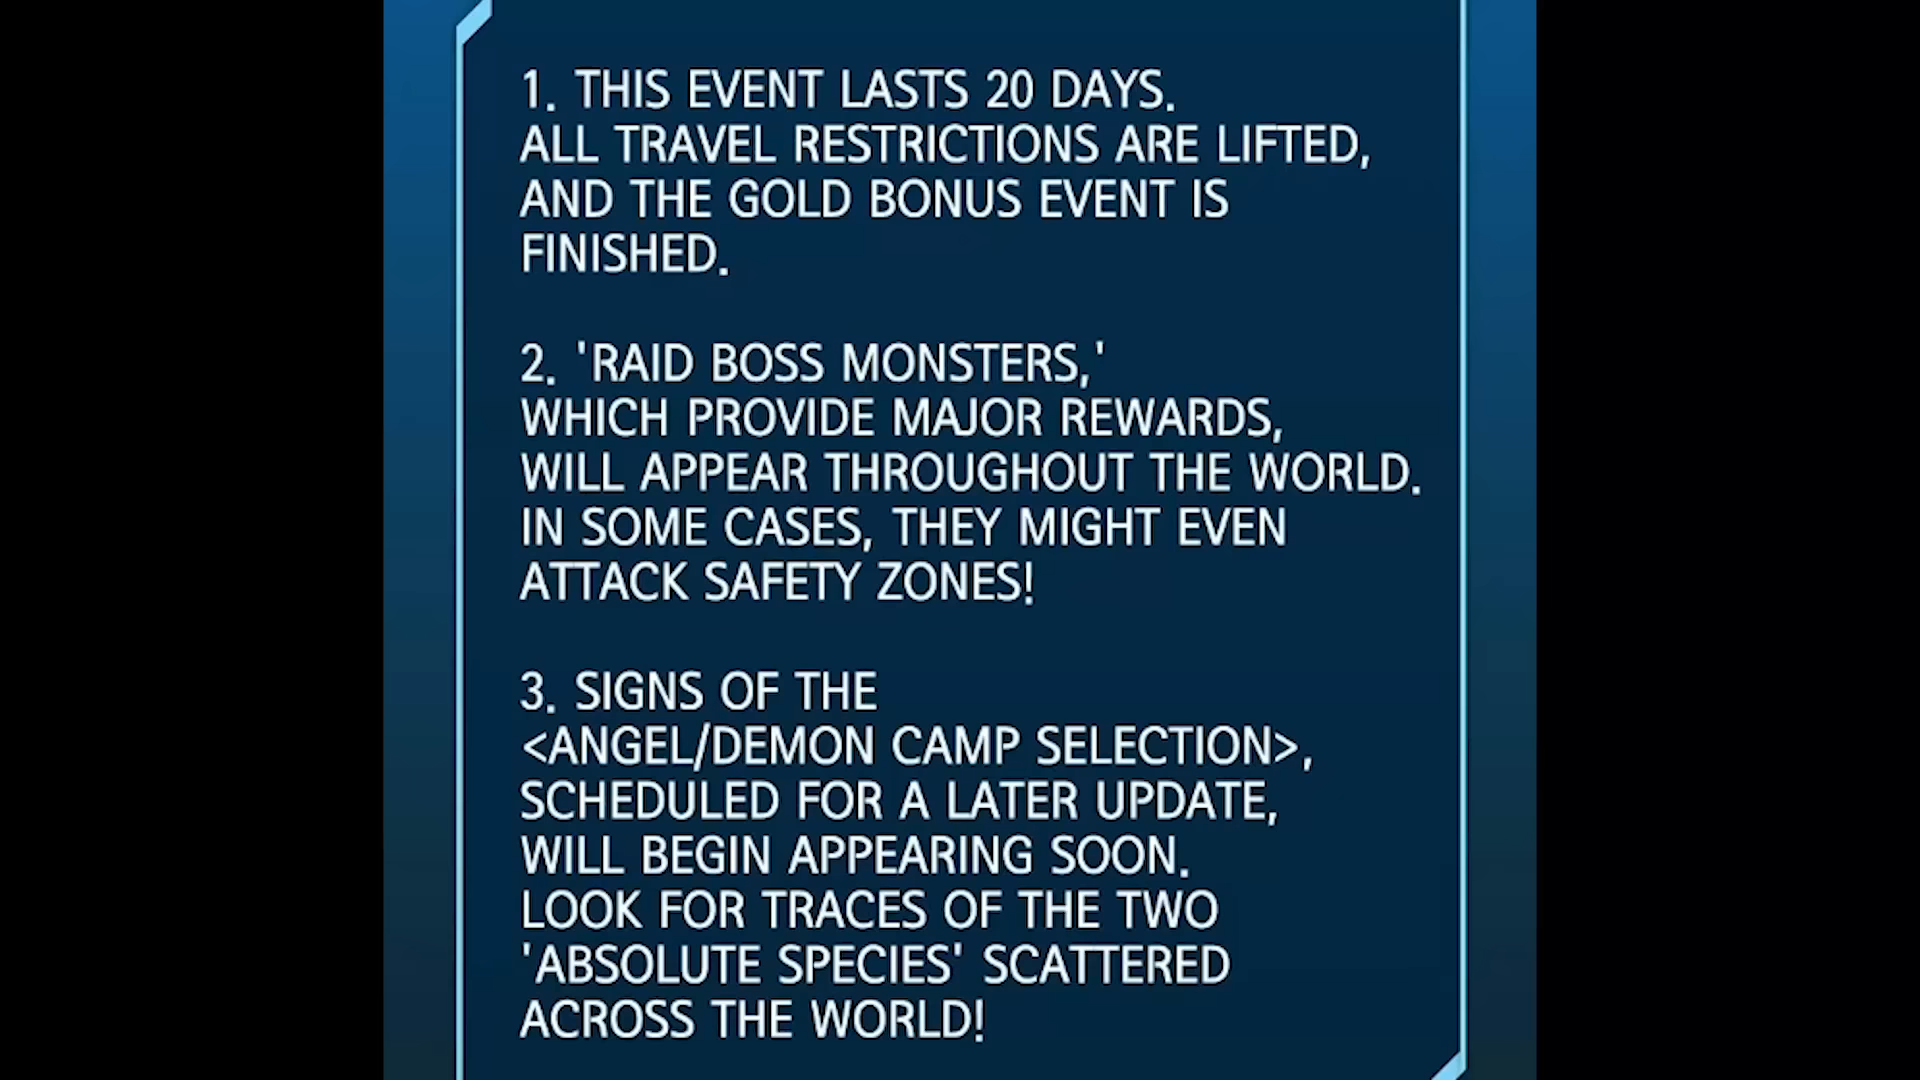 1. THIS EVENT LASTS 20 DAYS.
ALL TRAVEL RESTRICTIONS ARE LIFTED,
AND THE GOLD BONUS EVENT IS
FINISHED.
2. 'RAID BOSS MONSTERS,'
WHICH PROVIDE MAJOR REWARDS,
WILL APPEAR THROUGHOUT THE WORLD.
IN SOME CASES, THEY MIGHT EVEN
ATTACK SAFETY ZONES!
3. SIGNS OF THE
<ANGEL/DEMON CAMP SELECTION>,
SCHEDULED FOR A LATER UPDATE,
WILL BEGIN APPEARING SOON.
LOOK FOR TRACES OF THE TWO
'ABSOLUTE SPECIES' SCATTERED
ACROSS THE WORLD!